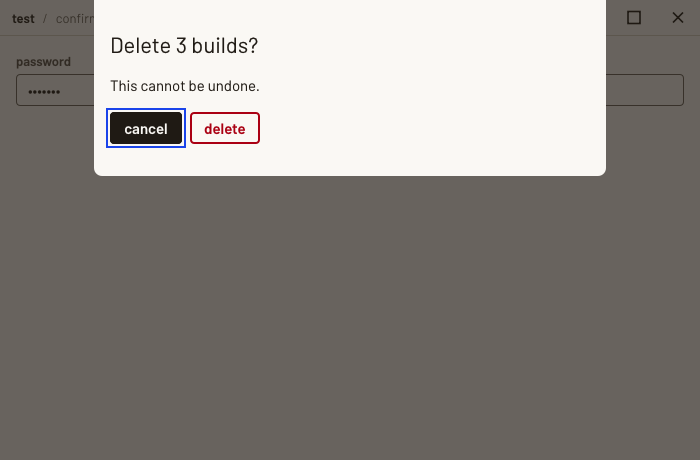 test / confirm
password
•••••••
Delete 3 builds?
This cannot be undone.
cancel delete